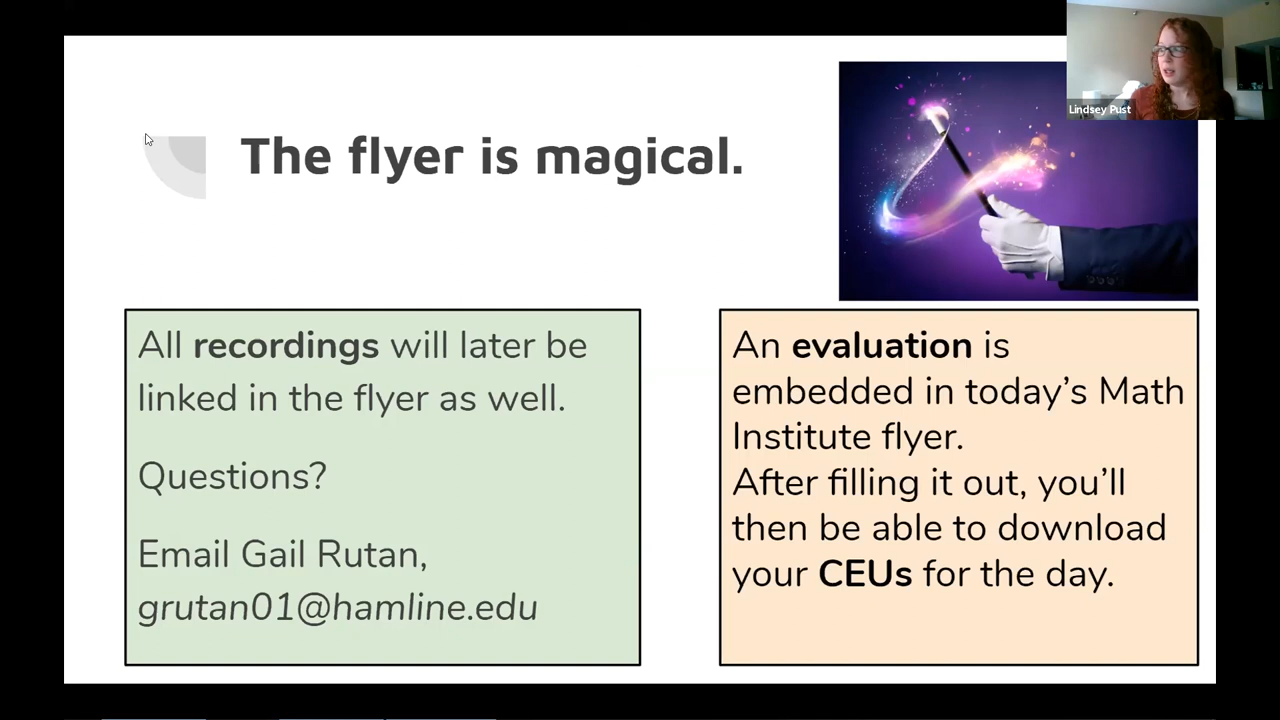 Lindsey Pust
The flyer is magical.
All recordings will later be
linked in the flyer as well.
Questions?
Email Gail Rutan,
grutan01@hamline.edu
An evaluation is
embedded in today’s Math
Institute flyer.
After filling it out, you’ll
then be able to download
your CEUs for the day.